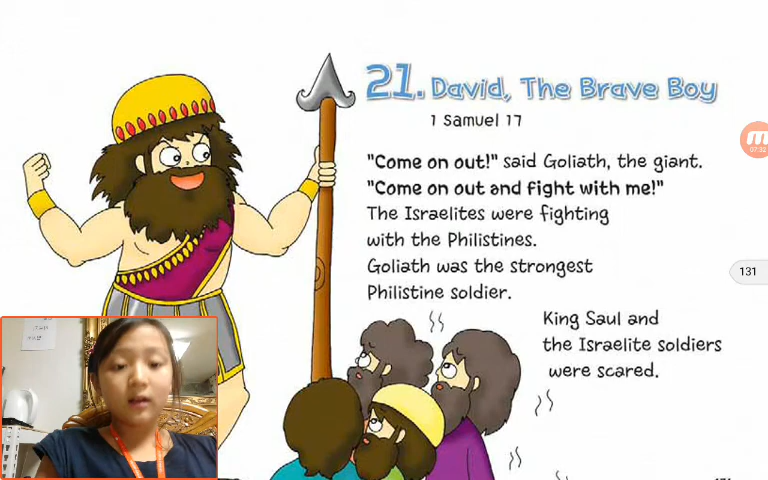 21. David, The Brave Boy
1 Samuel 17
"Come on out!" said Goliath, the giant.
"Come on out and fight with me!"
The Israelites were fighting
with the Philistines.
Goliath was the strongest
Philistine soldier.
King Saul and
the Israelite soldiers
were scared.
M
07:32
131